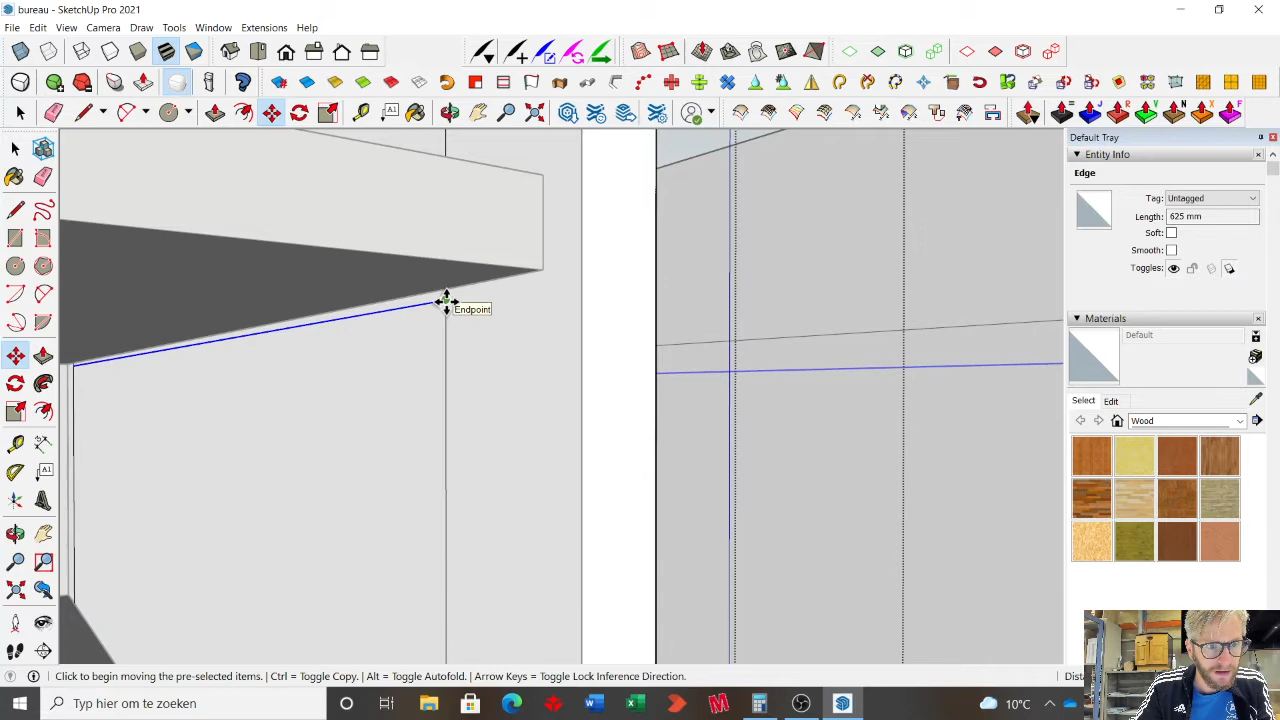 bureau - SketchUp Pro 2021
File Edit View Camera Draw Tools Window Extensions Help
Default Tray
Entity Info
Edge
Tag: Untagged
Length: 625 mm
Soft:
Smooth:
Toggles:
Endpoint
Materials
Default
Select Edit
Wood
Click to begin moving the pre-selected items. | Ctrl = Toggle Copy. | Alt = Toggle Autofold. | Arrow Keys = Toggle Lock Inference Direction.
Typ hier om te zoeken
10°C